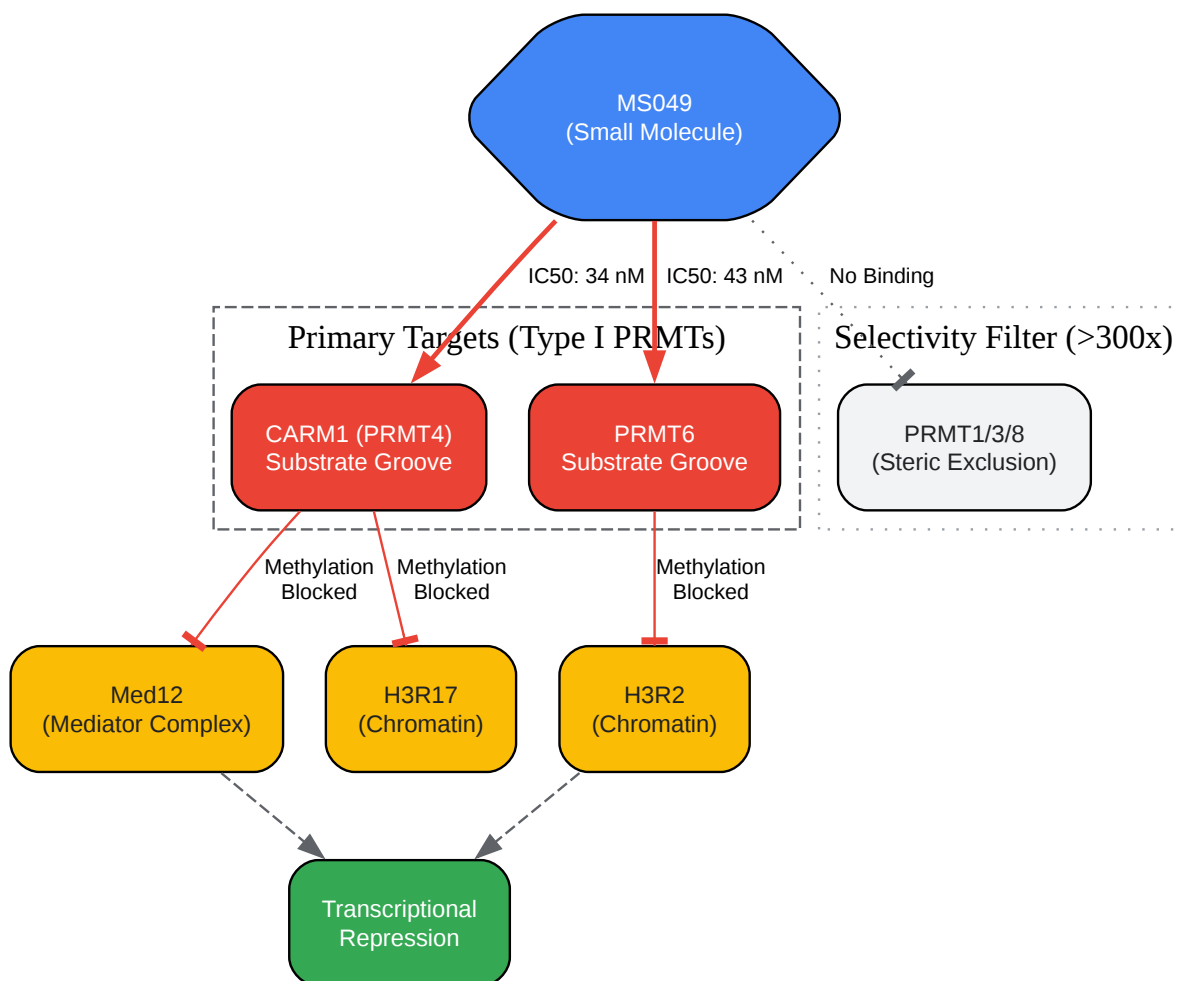 MS049
(Small Molecule)
IC50: 34 nM
IC50: 43 nM
No Binding
Primary Targets (Type I PRMTs)
Selectivity Filter (>300x)
CARM1 (PRMT4)
Substrate Groove
PRMT6
Substrate Groove
PRMT1/3/8
(Steric Exclusion)
Methylation
Blocked
Methylation
Blocked
Methylation
Blocked
Med12
(Mediator Complex)
H3R17
(Chromatin)
H3R2
(Chromatin)
Transcriptional
Repression